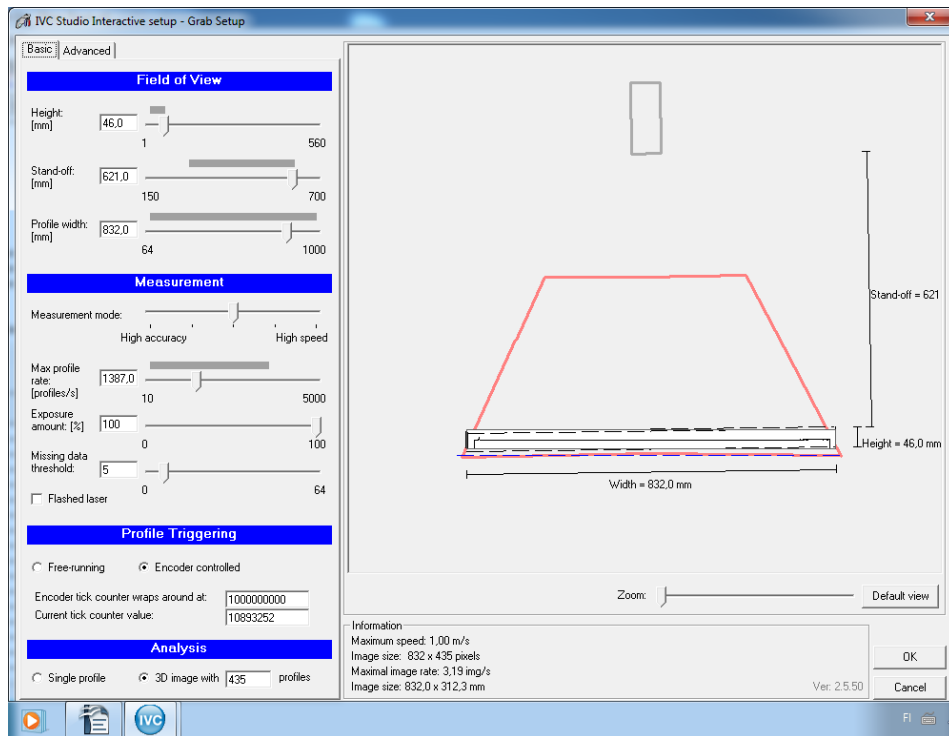 IVC Studio Interactive setup - Grab Setup
Basic Advanced
Field of View
Height:
[mm]
46,0
1 560
Stand-off:
[mm]
621,0
150 700
Profile width:
[mm]
832,0
64 1000
Measurement
Measurement mode:
High accuracy High speed
Max profile
rate:
[profiles/s]
1387,0
10 5000
Exposure
amount: [%]
100
0 100
Missing data
threshold:
5
0 64
Flashed laser
Profile Triggering
Free-running Encoder controlled
Encoder tick counter wraps around at: 1000000000
Current tick counter value: 10893252
Analysis
Single profile 3D image with 435 profiles
Stand-off = 621
Height = 46,0 mm
Width = 832,0 mm
Zoom: Default view
Information
Maximum speed: 1,00 m/s
Image size: 832 x 435 pixels
Maximal image rate: 3,19 img/s
Image size: 832,0 x 312,3 mm
Ver: 2.5.50
OK
Cancel
IVC
FI